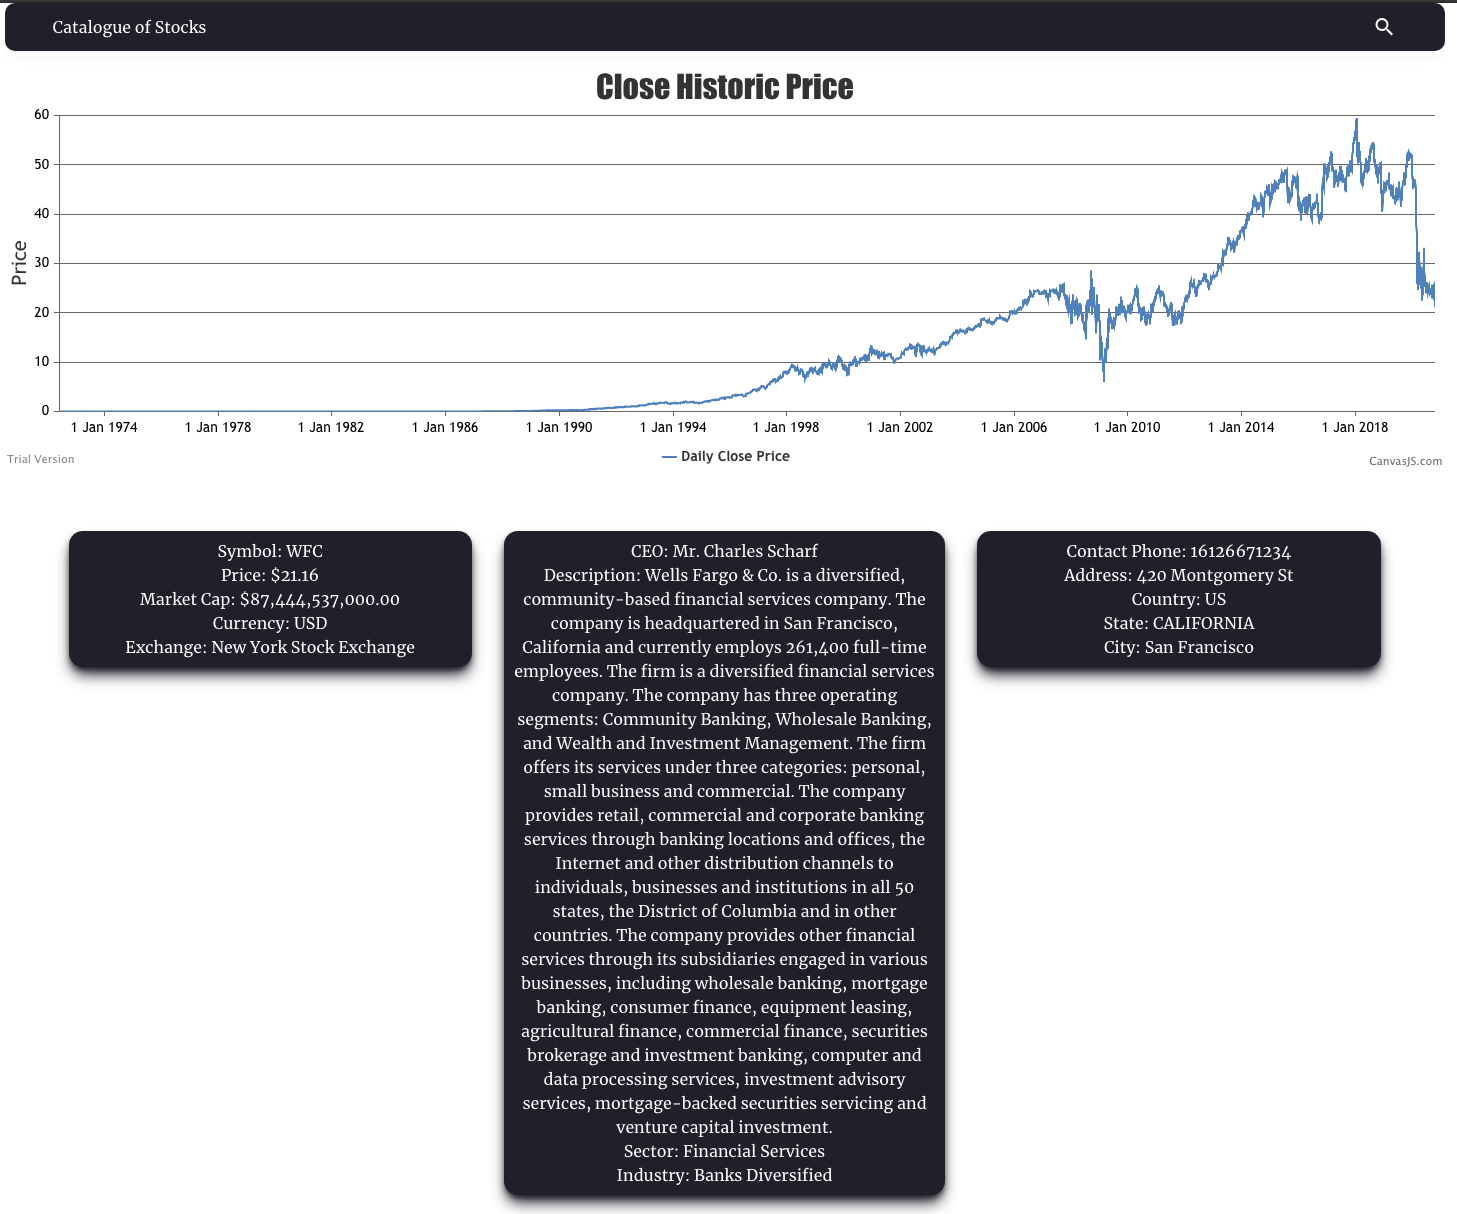 Catalogue of Stocks
Close Historic Price
60
50
40
30
20
10
0
Price
1 Jan 1974 1 Jan 1978 1 Jan 1982 1 Jan 1986 1 Jan 1990 1 Jan 1994 1 Jan 1998 1 Jan 2002 1 Jan 2006 1 Jan 2010 1 Jan 2014 1 Jan 2018
Daily Close Price
Trial Version
CanvasJS.com
Symbol: WFC
Price: $21.16
Market Cap: $87,444,537,000.00
Currency: USD
Exchange: New York Stock Exchange
CEO: Mr. Charles Scharf
Description: Wells Fargo & Co. is a diversified,
community-based financial services company. The
company is headquartered in San Francisco,
California and currently employs 261,400 full-time
employees. The firm is a diversified financial services
company. The company has three operating
segments: Community Banking, Wholesale Banking,
and Wealth and Investment Management. The firm
offers its services under three categories: personal,
small business and commercial. The company
provides retail, commercial and corporate banking
services through banking locations and offices, the
Internet and other distribution channels to
individuals, businesses and institutions in all 50
states, the District of Columbia and in other
countries. The company provides other financial
services through its subsidiaries engaged in various
businesses, including wholesale banking, mortgage
banking, consumer finance, equipment leasing,
agricultural finance, commercial finance, securities
brokerage and investment banking, computer and
data processing services, investment advisory
services, mortgage-backed securities servicing and
venture capital investment.
Sector: Financial Services
Industry: Banks Diversified
Contact Phone: 16126671234
Address: 420 Montgomery St
Country: US
State: CALIFORNIA
City: San Francisco